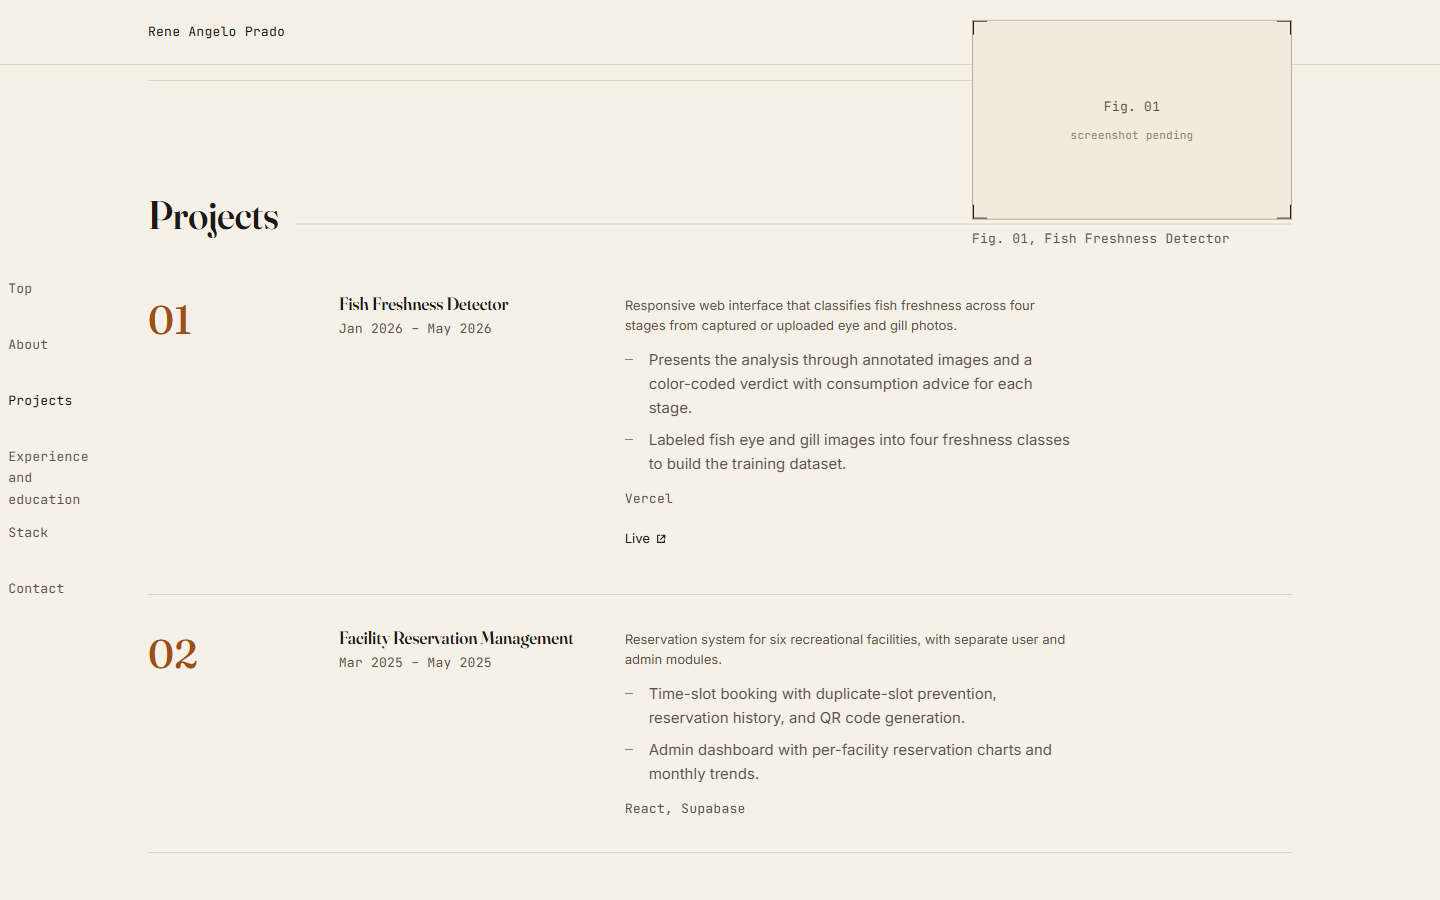 Rene Angelo Prado
Fig. 01
screenshot pending
Fig. 01, Fish Freshness Detector
Projects
Top
About
Projects
Experience
and
education
Stack
Contact
01
Fish Freshness Detector
Jan 2026 – May 2026
Responsive web interface that classifies fish freshness across four
stages from captured or uploaded eye and gill photos.
– Presents the analysis through annotated images and a
color-coded verdict with consumption advice for each
stage.
– Labeled fish eye and gill images into four freshness classes
to build the training dataset.
Vercel
Live
02
Facility Reservation Management
Mar 2025 – May 2025
Reservation system for six recreational facilities, with separate user and
admin modules.
– Time-slot booking with duplicate-slot prevention,
reservation history, and QR code generation.
– Admin dashboard with per-facility reservation charts and
monthly trends.
React, Supabase